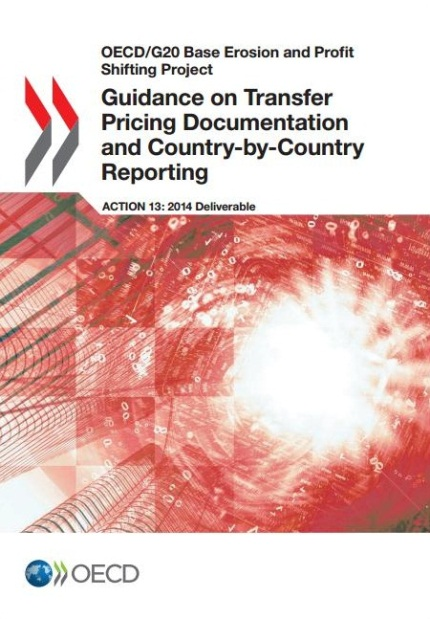 OECD/G20 Base Erosion and Profit
Shifting Project
Guidance on Transfer
Pricing Documentation
and Country-by-Country
Reporting
ACTION 13: 2014 Deliverable
OECD